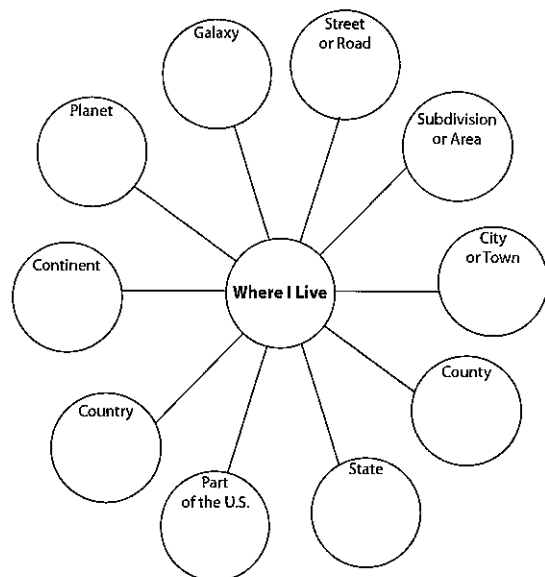 Galaxy
Street
or Road
Planet
Subdivision
or Area
Continent
Where I Live
City
or Town
Country
County
Part
of the U.S.
State